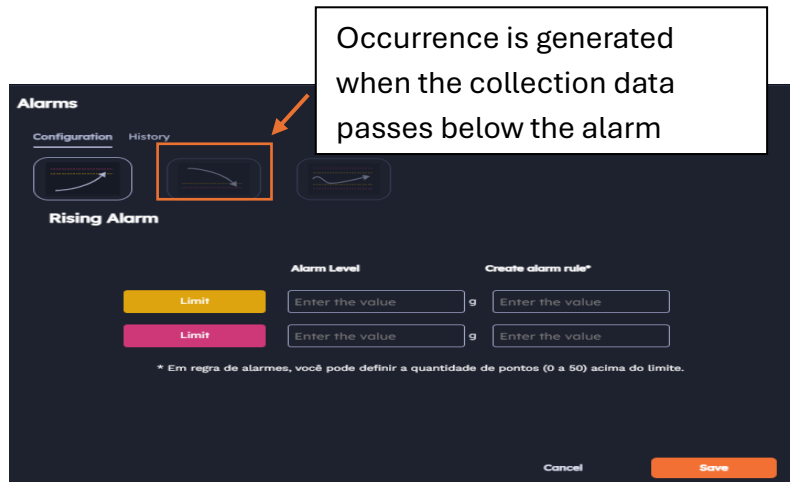 Occurrence is generated
when the collection data
passes below the alarm
Alarms
Configuration History
Rising Alarm
Alarm Level Create alarm rule*
Limit Enter the value g Enter the value
Limit Enter the value g Enter the value
* Em regra de alarmes, você pode definir a quantidade de pontos (0 a 50) acima do limite.
Cancel Save